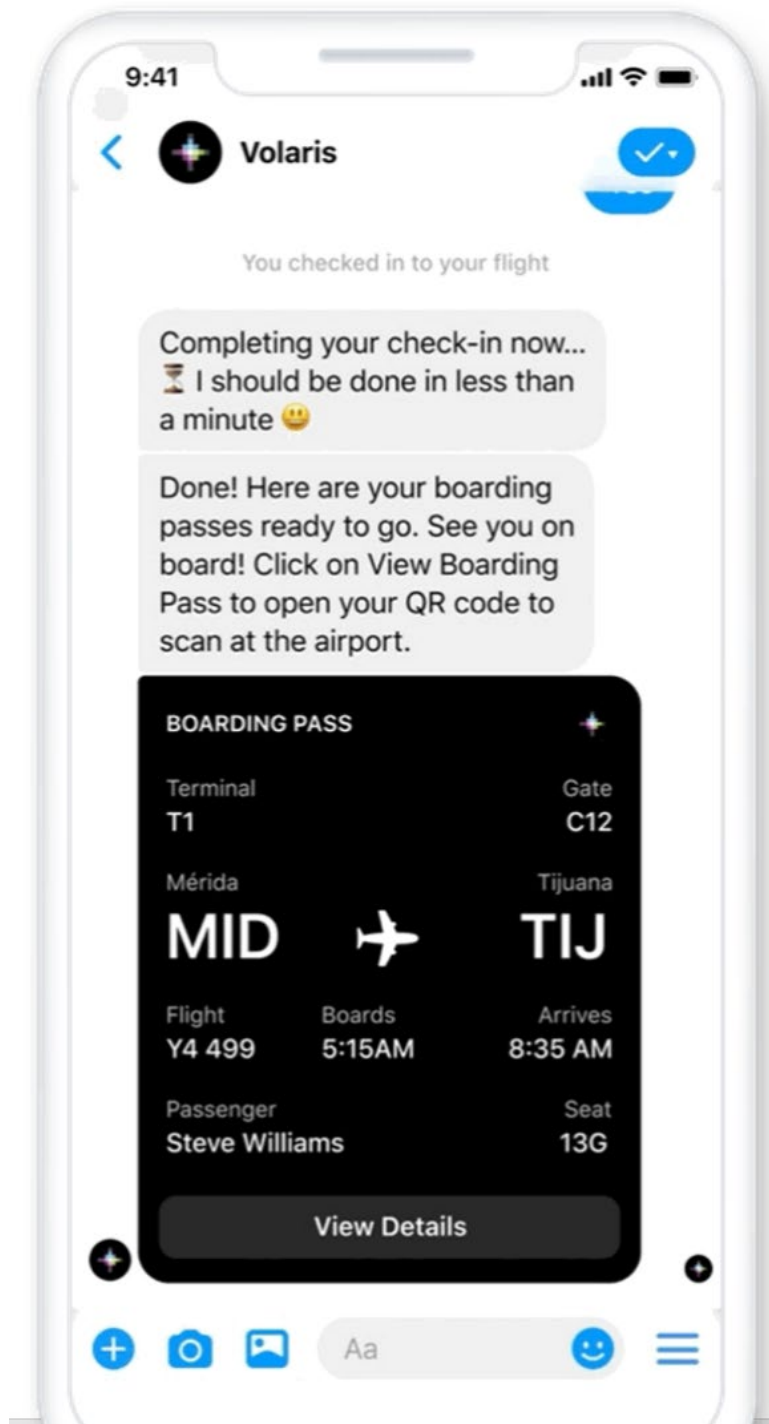 9:41
Volaris
You checked in to your flight
Completing your check-in now...
⏳ I should be done in less than
a minute 😃
Done! Here are your boarding
passes ready to go. See you on
board! Click on View Boarding
Pass to open your QR code to
scan at the airport.
BOARDING PASS
Terminal Gate
T1 C12
Mérida Tijuana
MID TIJ
Flight Boards Arrives
Y4 499 5:15AM 8:35 AM
Passenger Seat
Steve Williams 13G
View Details
Aa